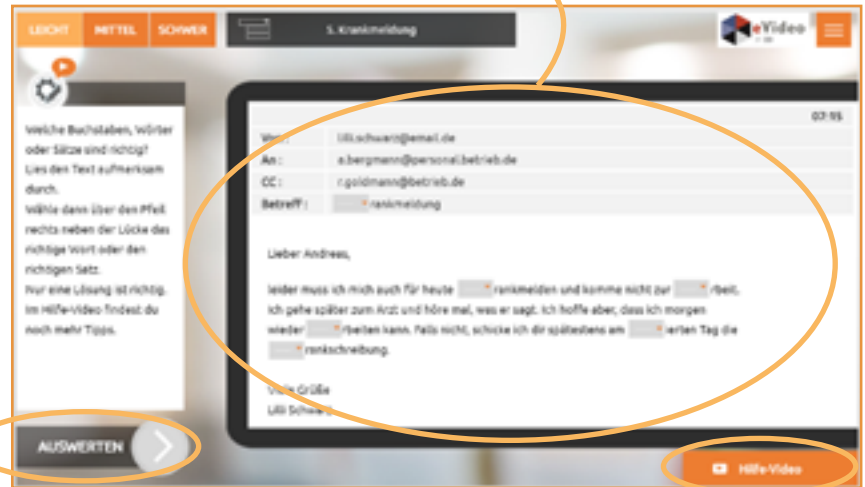 LEICHT MITTEL SCHWER
5. Krankmeldung
eVideo
Welche Buchstaben, Wörter
oder Sätze sind richtig?
Lies den Text aufmerksam
durch.
Wähle dann über den Pfeil
rechts neben der Lücke das
richtige Wort oder den
richtigen Satz.
Nur eine Lösung ist richtig.
Im Hilfe-Video findest du
noch mehr Tipps.
AUSWERTEN
07:15
Von: lilli.schwarz@email.de
An: a.bergmann@personal.betrieb.de
CC: r.goldmann@betrieb.de
Betreff: rankmeldung
Lieber Andreas,
leider muss ich mich auch für heute rankmelden und komme nicht zur rbeit.
Ich gehe später zum Arzt und höre mal, was er sagt. Ich hoffe aber, dass ich morgen
wieder rbeiten kann. Falls nicht, schicke ich dir spätestens am ierten Tag die
rankschreibung.
Viele Grüße
Lilli Schwarz
Hilfe-Video